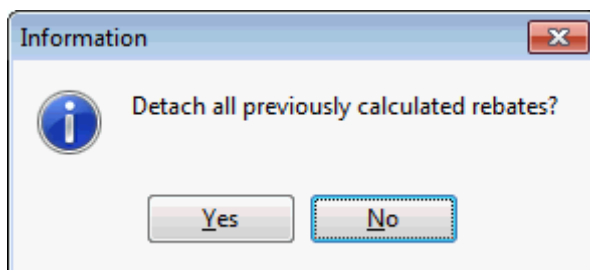 Information
Detach all previously calculated rebates?
Yes
No